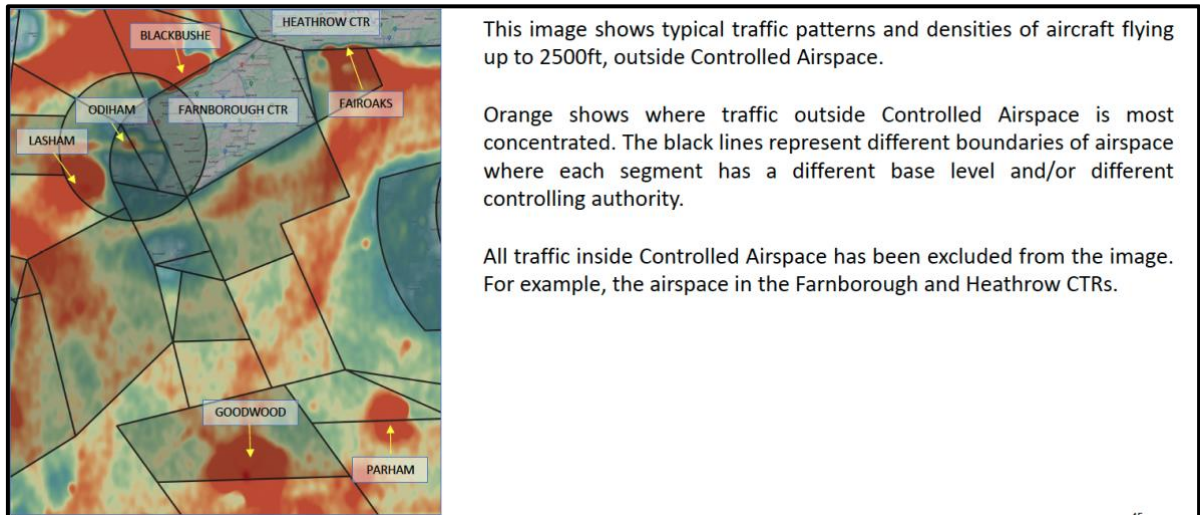 HEATHROW CTR
BLACKBUSHE
ODIHAM
FARNBOROUGH CTR
FAIROAKS
LASHAM
GOODWOOD
PARHAM
This image shows typical traffic patterns and densities of aircraft flying
up to 2500ft, outside Controlled Airspace.
Orange shows where traffic outside Controlled Airspace is most
concentrated. The black lines represent different boundaries of airspace
where each segment has a different base level and/or different
controlling authority.
All traffic inside Controlled Airspace has been excluded from the image.
For example, the airspace in the Farnborough and Heathrow CTRs.